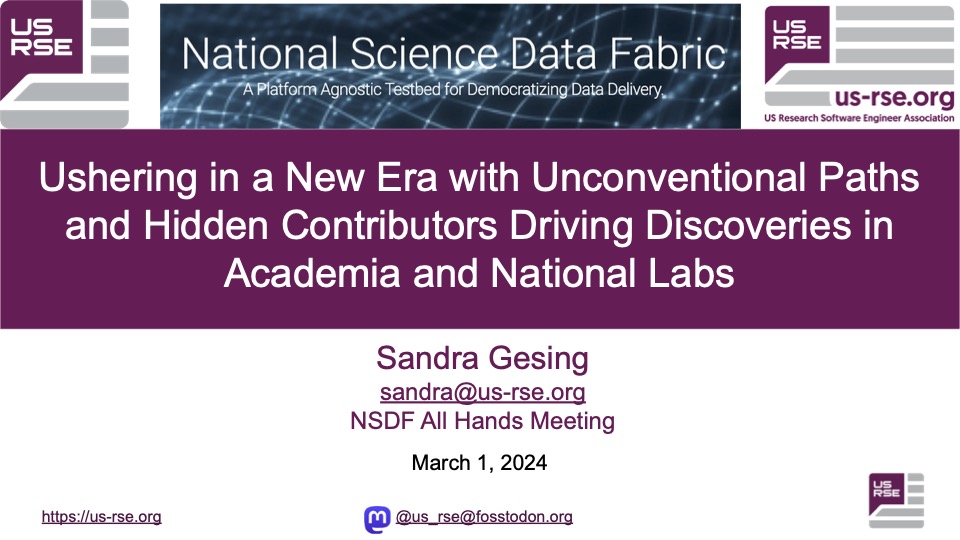 US
RSE
National Science Data Fabric
A Platform Agnostic Testbed for Democratizing Data Delivery.
US
RSE
us-rse.org
US Research Software Engineer Association
Ushering in a New Era with Unconventional Paths
and Hidden Contributors Driving Discoveries in
Academia and National Labs
Sandra Gesing
sandra@us-rse.org
NSDF All Hands Meeting
March 1, 2024
US
RSE
https://us-rse.org
@us_rse@fosstodon.org